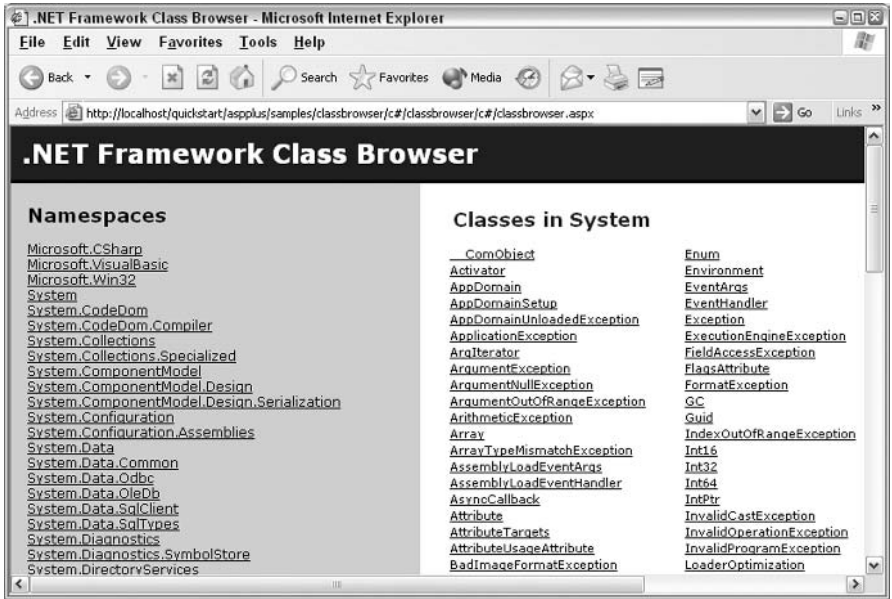 .NET Framework Class Browser - Microsoft Internet Explorer
File Edit View Favorites Tools Help
Back Search Favorites Media
Address http://localhost/quickstart/aspplus/samples/classbrowser/c#/classbrowser/c#/classbrowser.aspx Go Links »
.NET Framework Class Browser
Namespaces
Microsoft.CSharp
Microsoft.VisualBasic
Microsoft.Win32
System
System.CodeDom
System.CodeDom.Compiler
System.Collections
System.Collections.Specialized
System.ComponentModel
System.ComponentModel.Design
System.ComponentModel.Design.Serialization
System.Configuration
System.Configuration.Assemblies
System.Data
System.Data.Common
System.Data.Odbc
System.Data.OleDb
System.Data.SqlClient
System.Data.SqlTypes
System.Diagnostics
System.Diagnostics.SymbolStore
System.DirectoryServices
Classes in System
__ComObject
Activator
AppDomain
AppDomainSetup
AppDomainUnloadedException
ApplicationException
ArgIterator
ArgumentException
ArgumentNullException
ArgumentOutOfRangeException
ArithmeticException
Array
ArrayTypeMismatchException
AssemblyLoadEventArgs
AssemblyLoadEventHandler
AsyncCallback
Attribute
AttributeTargets
AttributeUsageAttribute
BadImageFormatException
Enum
Environment
EventArgs
EventHandler
Exception
ExecutionEngineException
FieldAccessException
FlagsAttribute
FormatException
GC
Guid
IndexOutOfRangeException
Int16
Int32
Int64
IntPtr
InvalidCastException
InvalidOperationException
InvalidProgramException
LoaderOptimization